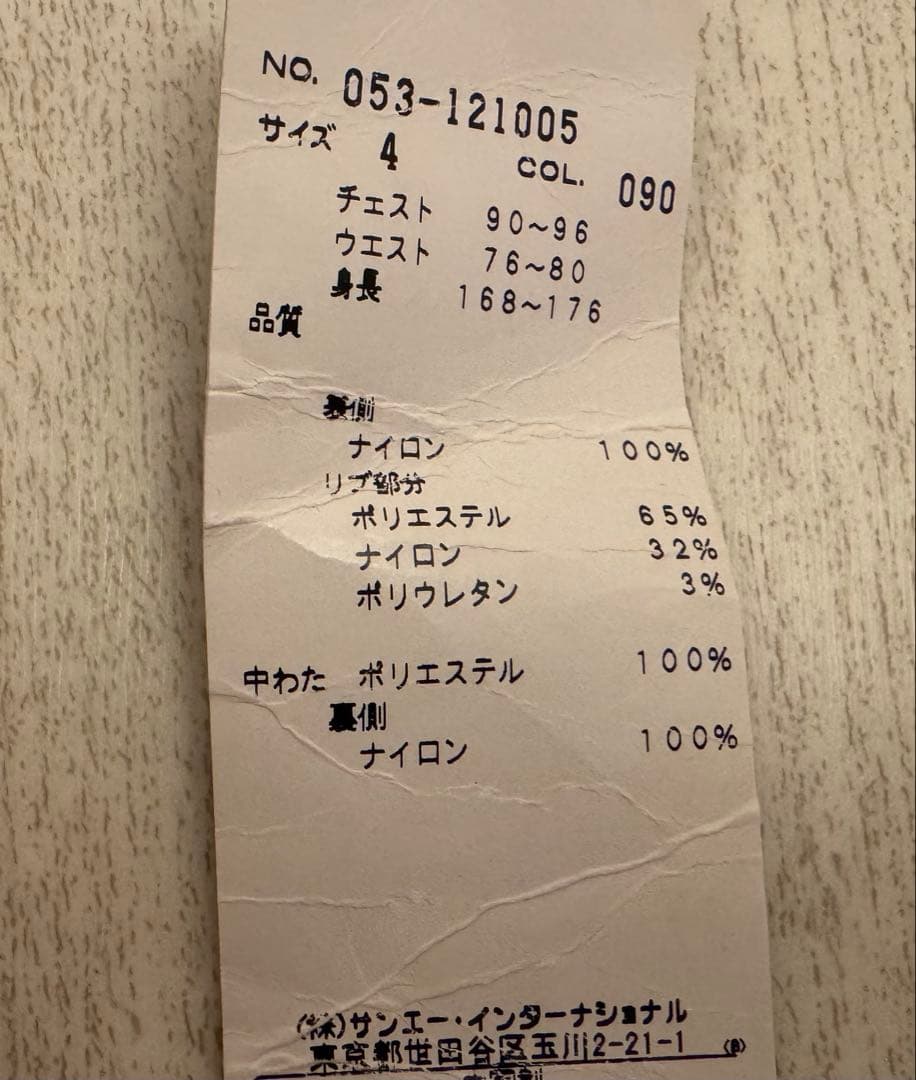 NO. 053-121005
サイズ 4 COL. 090
チェスト 90~96
ウエスト 76~80
身長 168~176
品質
表側
ナイロン 100%
リブ部分
ポリエステル 65%
ナイロン 32%
ポリウレタン 3%
中わた ポリエステル 100%
裏側
ナイロン 100%
(株)サンエー・インターナショナル
東京都世田谷区玉川2-21-1